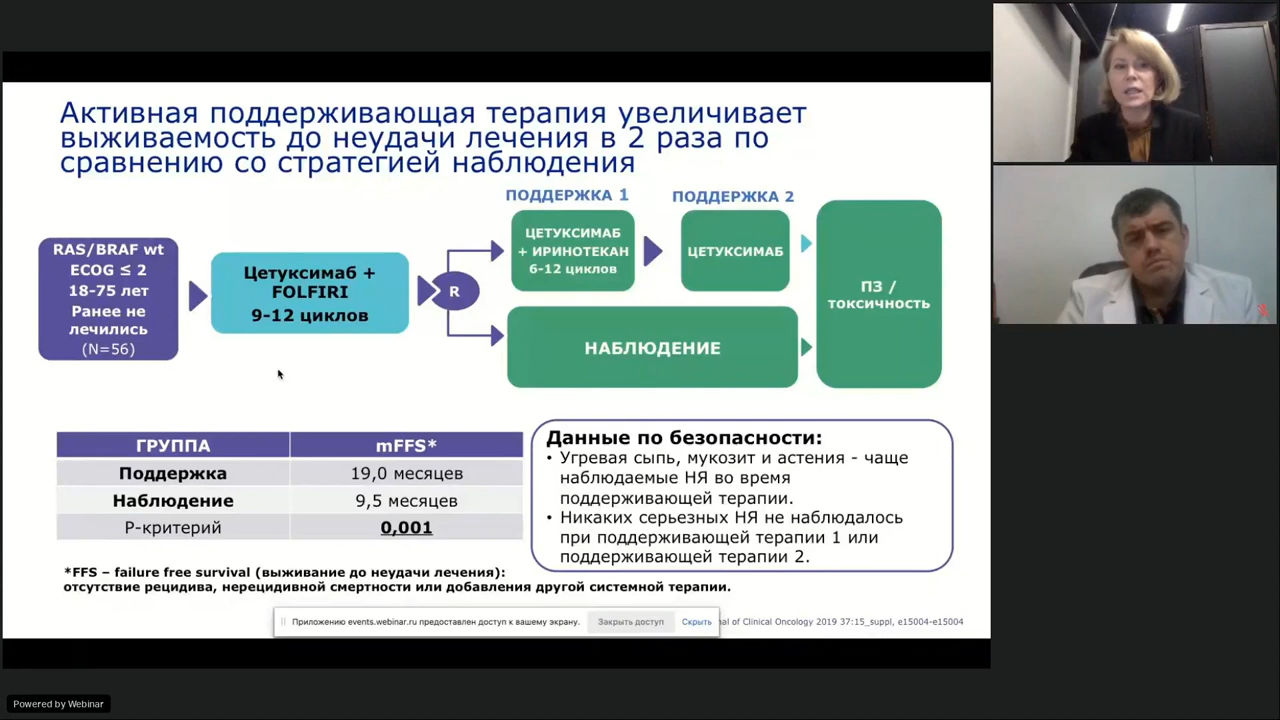 Активная поддерживающая терапия увеличивает
выживаемость до неудачи лечения в 2 раза по
сравнению со стратегией наблюдения
ПОДДЕРЖКА 1
ПОДДЕРЖКА 2
RAS/BRAF wt
ECOG ≤ 2
18-75 лет
Ранее не
лечились
(N=56)
Цетуксимаб +
FOLFIRI
9-12 циклов
R
ЦЕТУКСИМАБ
+ ИРИНОТЕКАН
6-12 циклов
ЦЕТУКСИМАБ
НАБЛЮДЕНИЕ
ПЗ /
токсичность
ГРУППА mFFS*
Поддержка 19,0 месяцев
Наблюдение 9,5 месяцев
Р-критерий 0,001
Данные по безопасности:
• Угревая сыпь, мукозит и астения - чаще
наблюдаемые НЯ во время
поддерживающей терапии.
• Никаких серьезных НЯ не наблюдалось
при поддерживающей терапии 1 или
поддерживающей терапии 2.
*FFS – failure free survival (выживание до неудачи лечения):
отсутствие рецидива, нерецидивной смертности или добавления другой системной терапии.
Приложению events.webinar.ru предоставлен доступ к вашему экрану. Закрыть доступ Скрыть
of Clinical Oncology 2019 37:15_suppl, e15004-e15004
Powered by Webinar